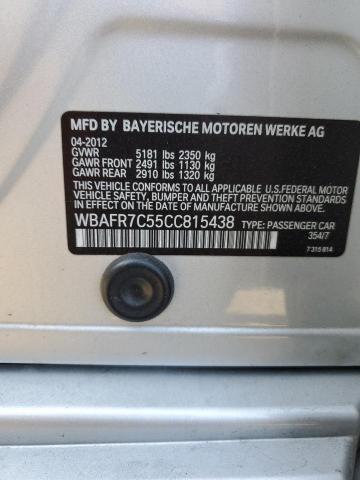 MFD BY BAYERISCHE MOTOREN WERKE AG
04-2012
GVWR 5181 lbs 2350 kg
GAWR FRONT 2491 lbs 1130 kg
GAWR REAR 2910 lbs 1320 kg
THIS VEHICLE CONFORMS TO ALL APPLICABLE U.S.FEDERAL MOTOR
VEHICLE SAFETY, BUMPER AND THEFT PREVENTION STANDARDS
IN EFFECT ON THE DATE OF MANUFACTURE SHOWN ABOVE.
WBAFR7C55CC815438 TYPE: PASSENGER CAR
354/7
7 315 814